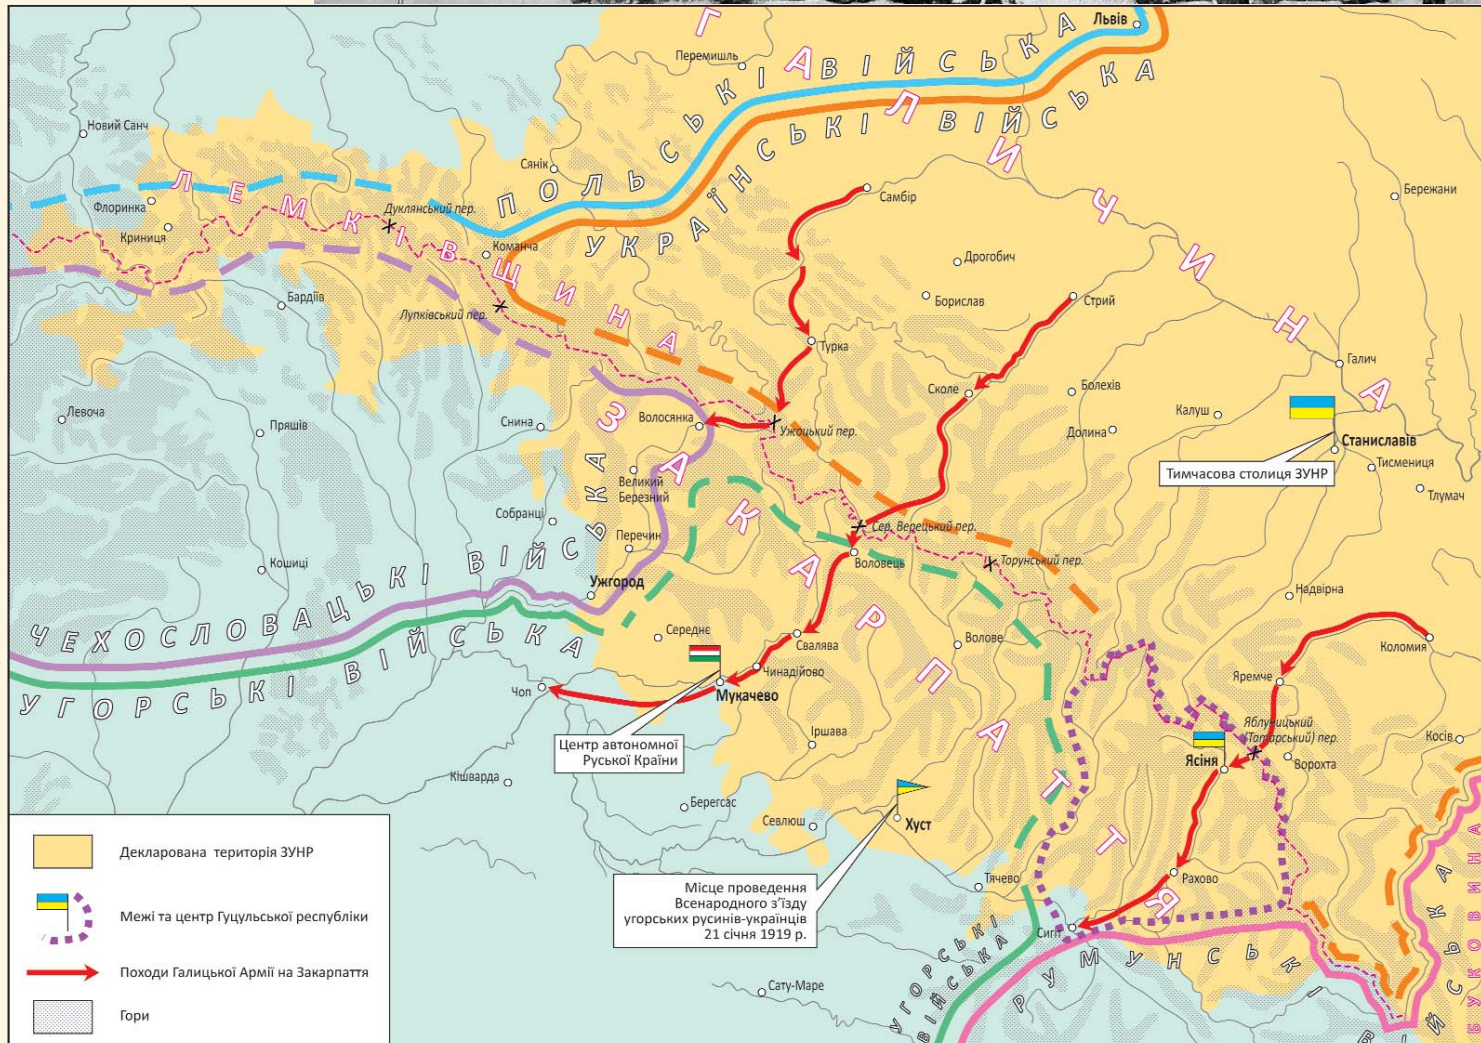 ГАЛИЧИНА
Львів
Перемишль
ПОЛЬСЬКІ ВІЙСЬКА
УКРАЇНСЬКІ ВІЙСЬКА
Новий Санч
Сянік
ЛЕМКІВЩИНА
Самбір
Бережани
Флоринка
Дуклянський пер.
Криниця
Команча
Дрогобич
Борислав
Стрий
Бардіїв
Лупківський пер.
Турка
Галич
Сколе
Болехів
Левоча
Пряшів
Снина
Волосянка
Ужоцький пер.
Калуш
Долина
Станиславів
Тисмениця
Тимчасова столиця ЗУНР
Тлумач
ЗАКАРПАТТЯ
Великий
Березний
Собранці
Перечин
Сер. Верецький пер.
Воловець
Торунський пер.
Кошиці
Ужгород
Надвірна
ЧЕХОСЛОВАЦЬКІ ВІЙСЬКА
УГОРСЬКІ ВІЙСЬКА
Середнє
Свалява
Волове
Коломия
Чинадійово
Чоп
Мукачево
Яремче
Центр автономної
Руської Країни
Іршава
Яблуницький
(Татарський) пер.
Косів
Ясіня
Ворохта
Кішварда
Берегсас
Севлюш
Хуст
Місце проведення
Всенародного з’їзду
угорських русинів-українців
21 січня 1919 р.
Тячево
Рахово
Сигіт
УГОРСЬКІ
ВІЙСЬКА
РУМУНСЬКІ ВІЙСЬКА
БУКОВИНА
Сату-Маре
Декларована територія ЗУНР
Межі та центр Гуцульської республіки
Походи Галицької Армії на Закарпаття
Гори